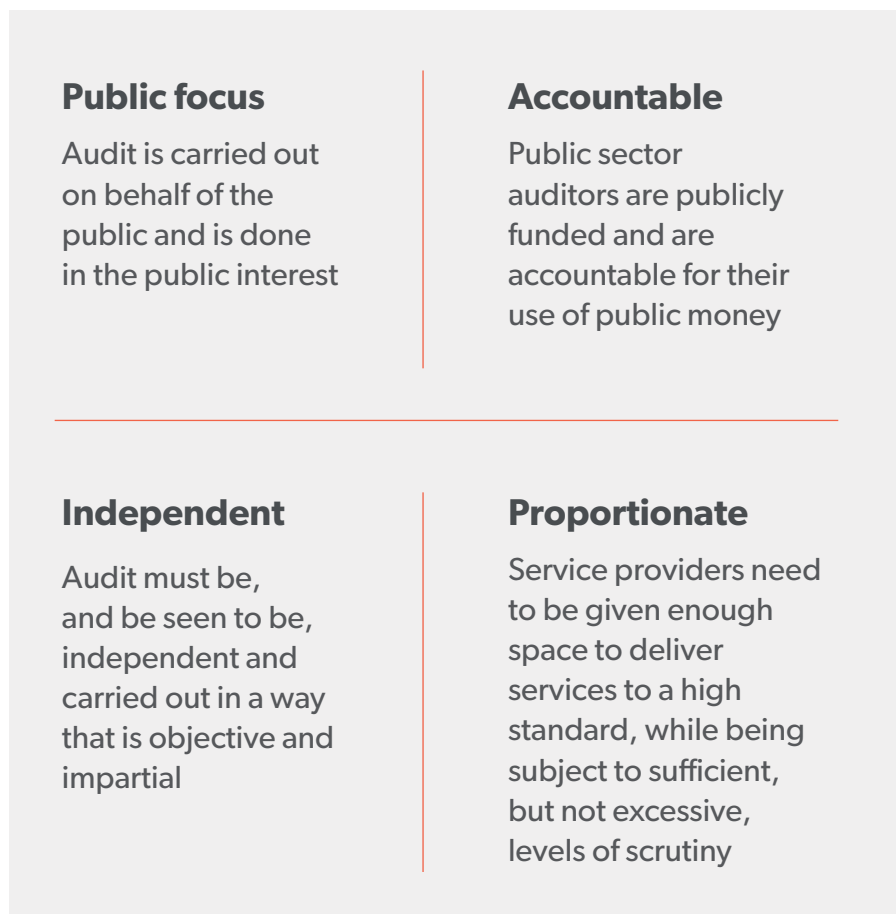 Public focus
Audit is carried out
on behalf of the
public and is done
in the public interest
Accountable
Public sector
auditors are publicly
funded and are
accountable for their
use of public money
Independent
Audit must be,
and be seen to be,
independent and
carried out in a way
that is objective and
impartial
Proportionate
Service providers need
to be given enough
space to deliver
services to a high
standard, while being
subject to sufficient,
but not excessive,
levels of scrutiny